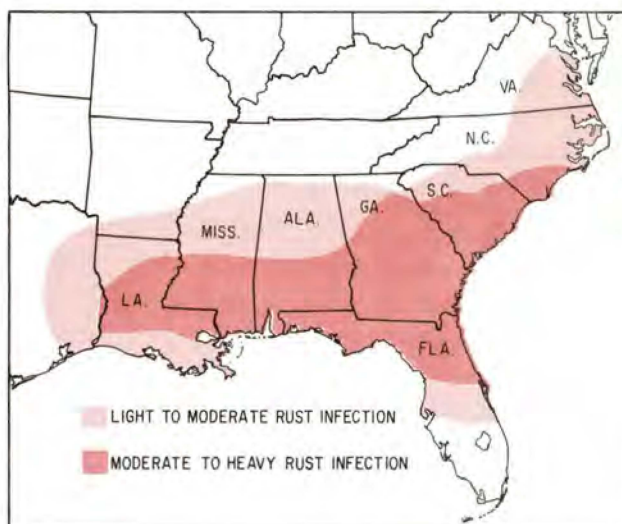 VA.
N.C.
S.C.
GA.
ALA.
MISS.
LA.
FLA.
LIGHT TO MODERATE RUST INFECTION
MODERATE TO HEAVY RUST INFECTION